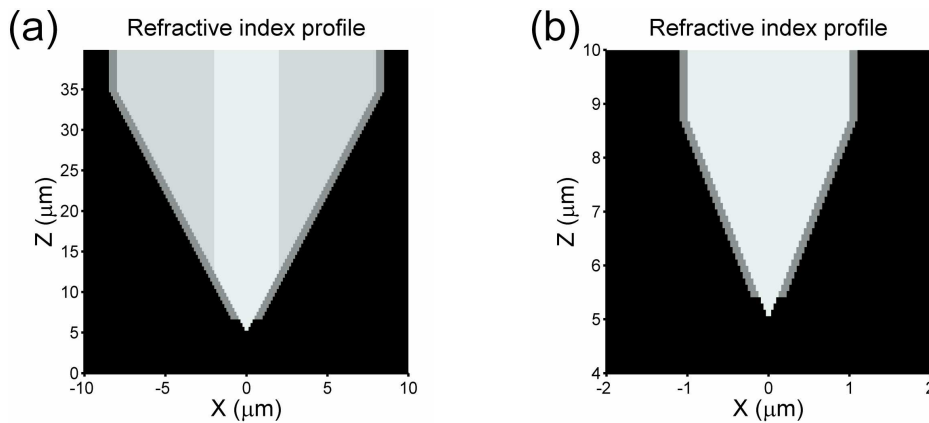 (a)
Refractive index profile
35
30
25
20
15
10
5
0
-10 -5 0 5 10
Z (μm)
X (μm)
(b)
Refractive index profile
10
9
8
7
6
5
4
-2 -1 0 1 2
Z (μm)
X (μm)